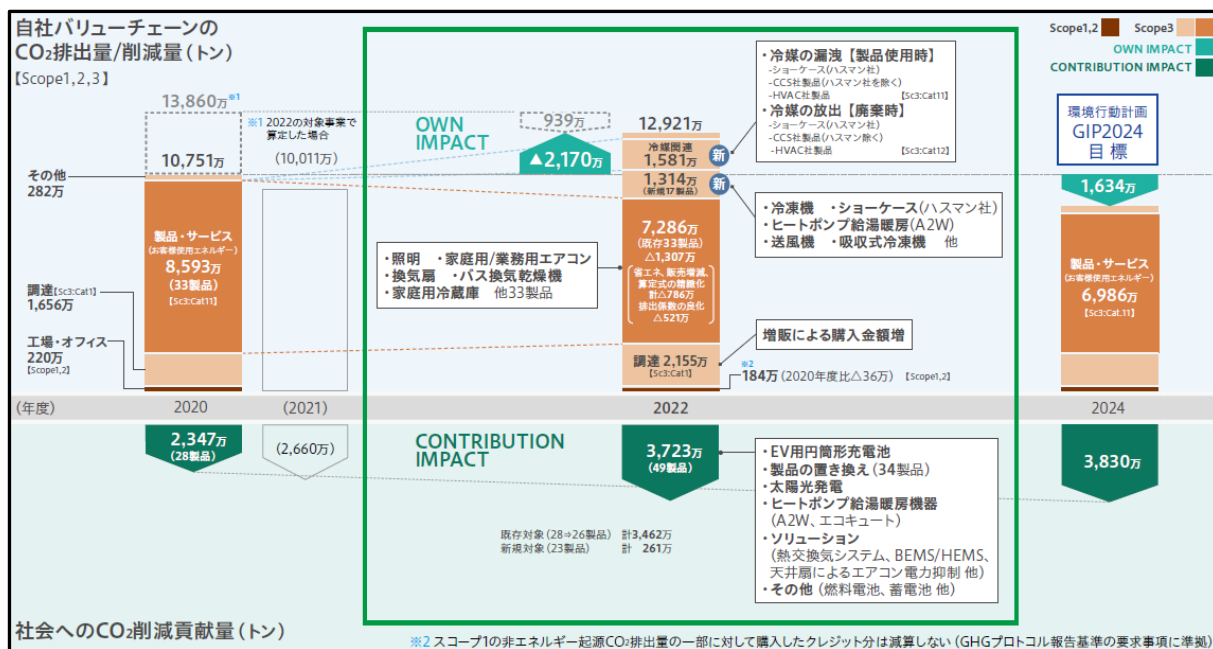 自社バリューチェーンの
CO₂排出量/削減量(トン)
【Scope1,2,3】
Scope1,2 Scope3
OWN IMPACT
CONTRIBUTION IMPACT
13,860万※1
※1 2022の対象事業で
算定した場合
(10,011万)
10,751万
その他
282万
製品・サービス
(お客様使用エネルギー)
8,593万
(33製品)
【Sc3:Cat11】
調達【Sc3:Cat1】
1,656万
工場・オフィス
220万
【Scope1,2】
OWN
IMPACT
939万
▲2,170万
12,921万
冷媒関連
1,581万
新
1,314万
(新規17製品)
新
7,286万
(既存33製品)
△1,307万
省エネ、販売増減、
算定式の精緻化
計△786万
排出係数の良化
△521万
調達 2,155万
【Sc3:Cat1】
※2
184万(2020年度比△36万) 【Scope1,2】
・冷媒の漏洩【製品使用時】
-ショーケース(ハスマン社)
-CCS社製品(ハスマン社を除く)
-HVAC社製品 【Sc3:Cat11】
・冷媒の放出【廃棄時】
-ショーケース(ハスマン社)
-CCS社製品(ハスマン除く)
-HVAC社製品 【Sc3:Cat12】
・冷凍機 ・ショーケース(ハスマン社)
・ヒートポンプ給湯暖房(A2W)
・送風機 ・吸収式冷凍機 他
・照明 ・家庭用/業務用エアコン
・換気扇 ・バス換気乾燥機
・家庭用冷蔵庫 他33製品
増販による購入金額増
環境行動計画
GIP2024
目標
1,634万
製品・サービス
(お客様使用エネルギー)
6,986万
【Sc3:Cat.11】
(年度) 2020 (2021) 2022 2024
2,347万
(28製品)
(2,660万)
CONTRIBUTION
IMPACT
3,723万
(49製品)
・EV用円筒形充電池
・製品の置き換え(34製品)
・太陽光発電
・ヒートポンプ給湯暖房機器
(A2W、エコキュート)
・ソリューション
(熱交換気システム、BEMS/HEMS、
天井扇によるエアコン電力抑制 他)
・その他(燃料電池、蓄電池 他)
3,830万
既存対象(28⇒26製品) 計3,462万
新規対象(23製品) 計 261万
社会へのCO₂削減貢献量(トン)
※2 スコープ1の非エネルギー起源CO₂排出量の一部に対して購入したクレジット分は減算しない(GHGプロトコル報告基準の要求事項に準拠)